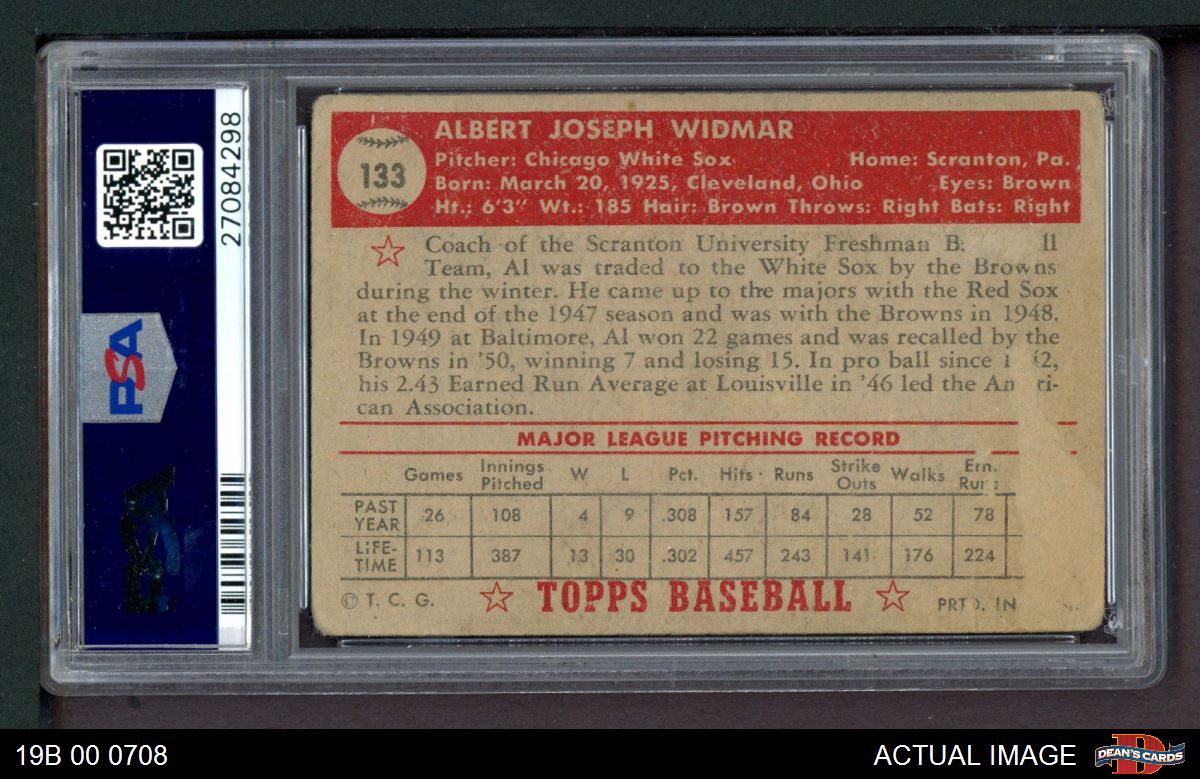 27084298
PSA
PSA
133
ALBERT JOSEPH WIDMAR
Pitcher: Chicago White Sox Home: Scranton, Pa.
Born: March 20, 1925, Cleveland, Ohio Eyes: Brown
Ht.: 6'3" Wt.: 185 Hair: Brown Throws: Right Bats: Right
Coach of the Scranton University Freshman
Team, Al was traded to the White Sox by the Browns
during the winter. He came up to the majors with the Red Sox
at the end of the 1947 season and was with the Browns in 1948.
In 1949 at Baltimore, Al won 22 games and was recalled by the
Browns in '50, winning 7 and losing 15. In pro ball since
his 2.43 Earned Run Average at Louisville in '46 led the
can Association.
MAJOR LEAGUE PITCHING RECORD
Games Innings Pitched W L Pct. Hits Runs Strike Outs Walks Ern. Runs
PAST YEAR 26 108 4 9 .308 157 84 28 52 78
LIFE-TIME 113 387 13 30 .302 457 243 141 176 224
© T. C. G. TOPPS BASEBALL PRTD. IN
19B 00 0708 ACTUAL IMAGE DEAN'S CARDS